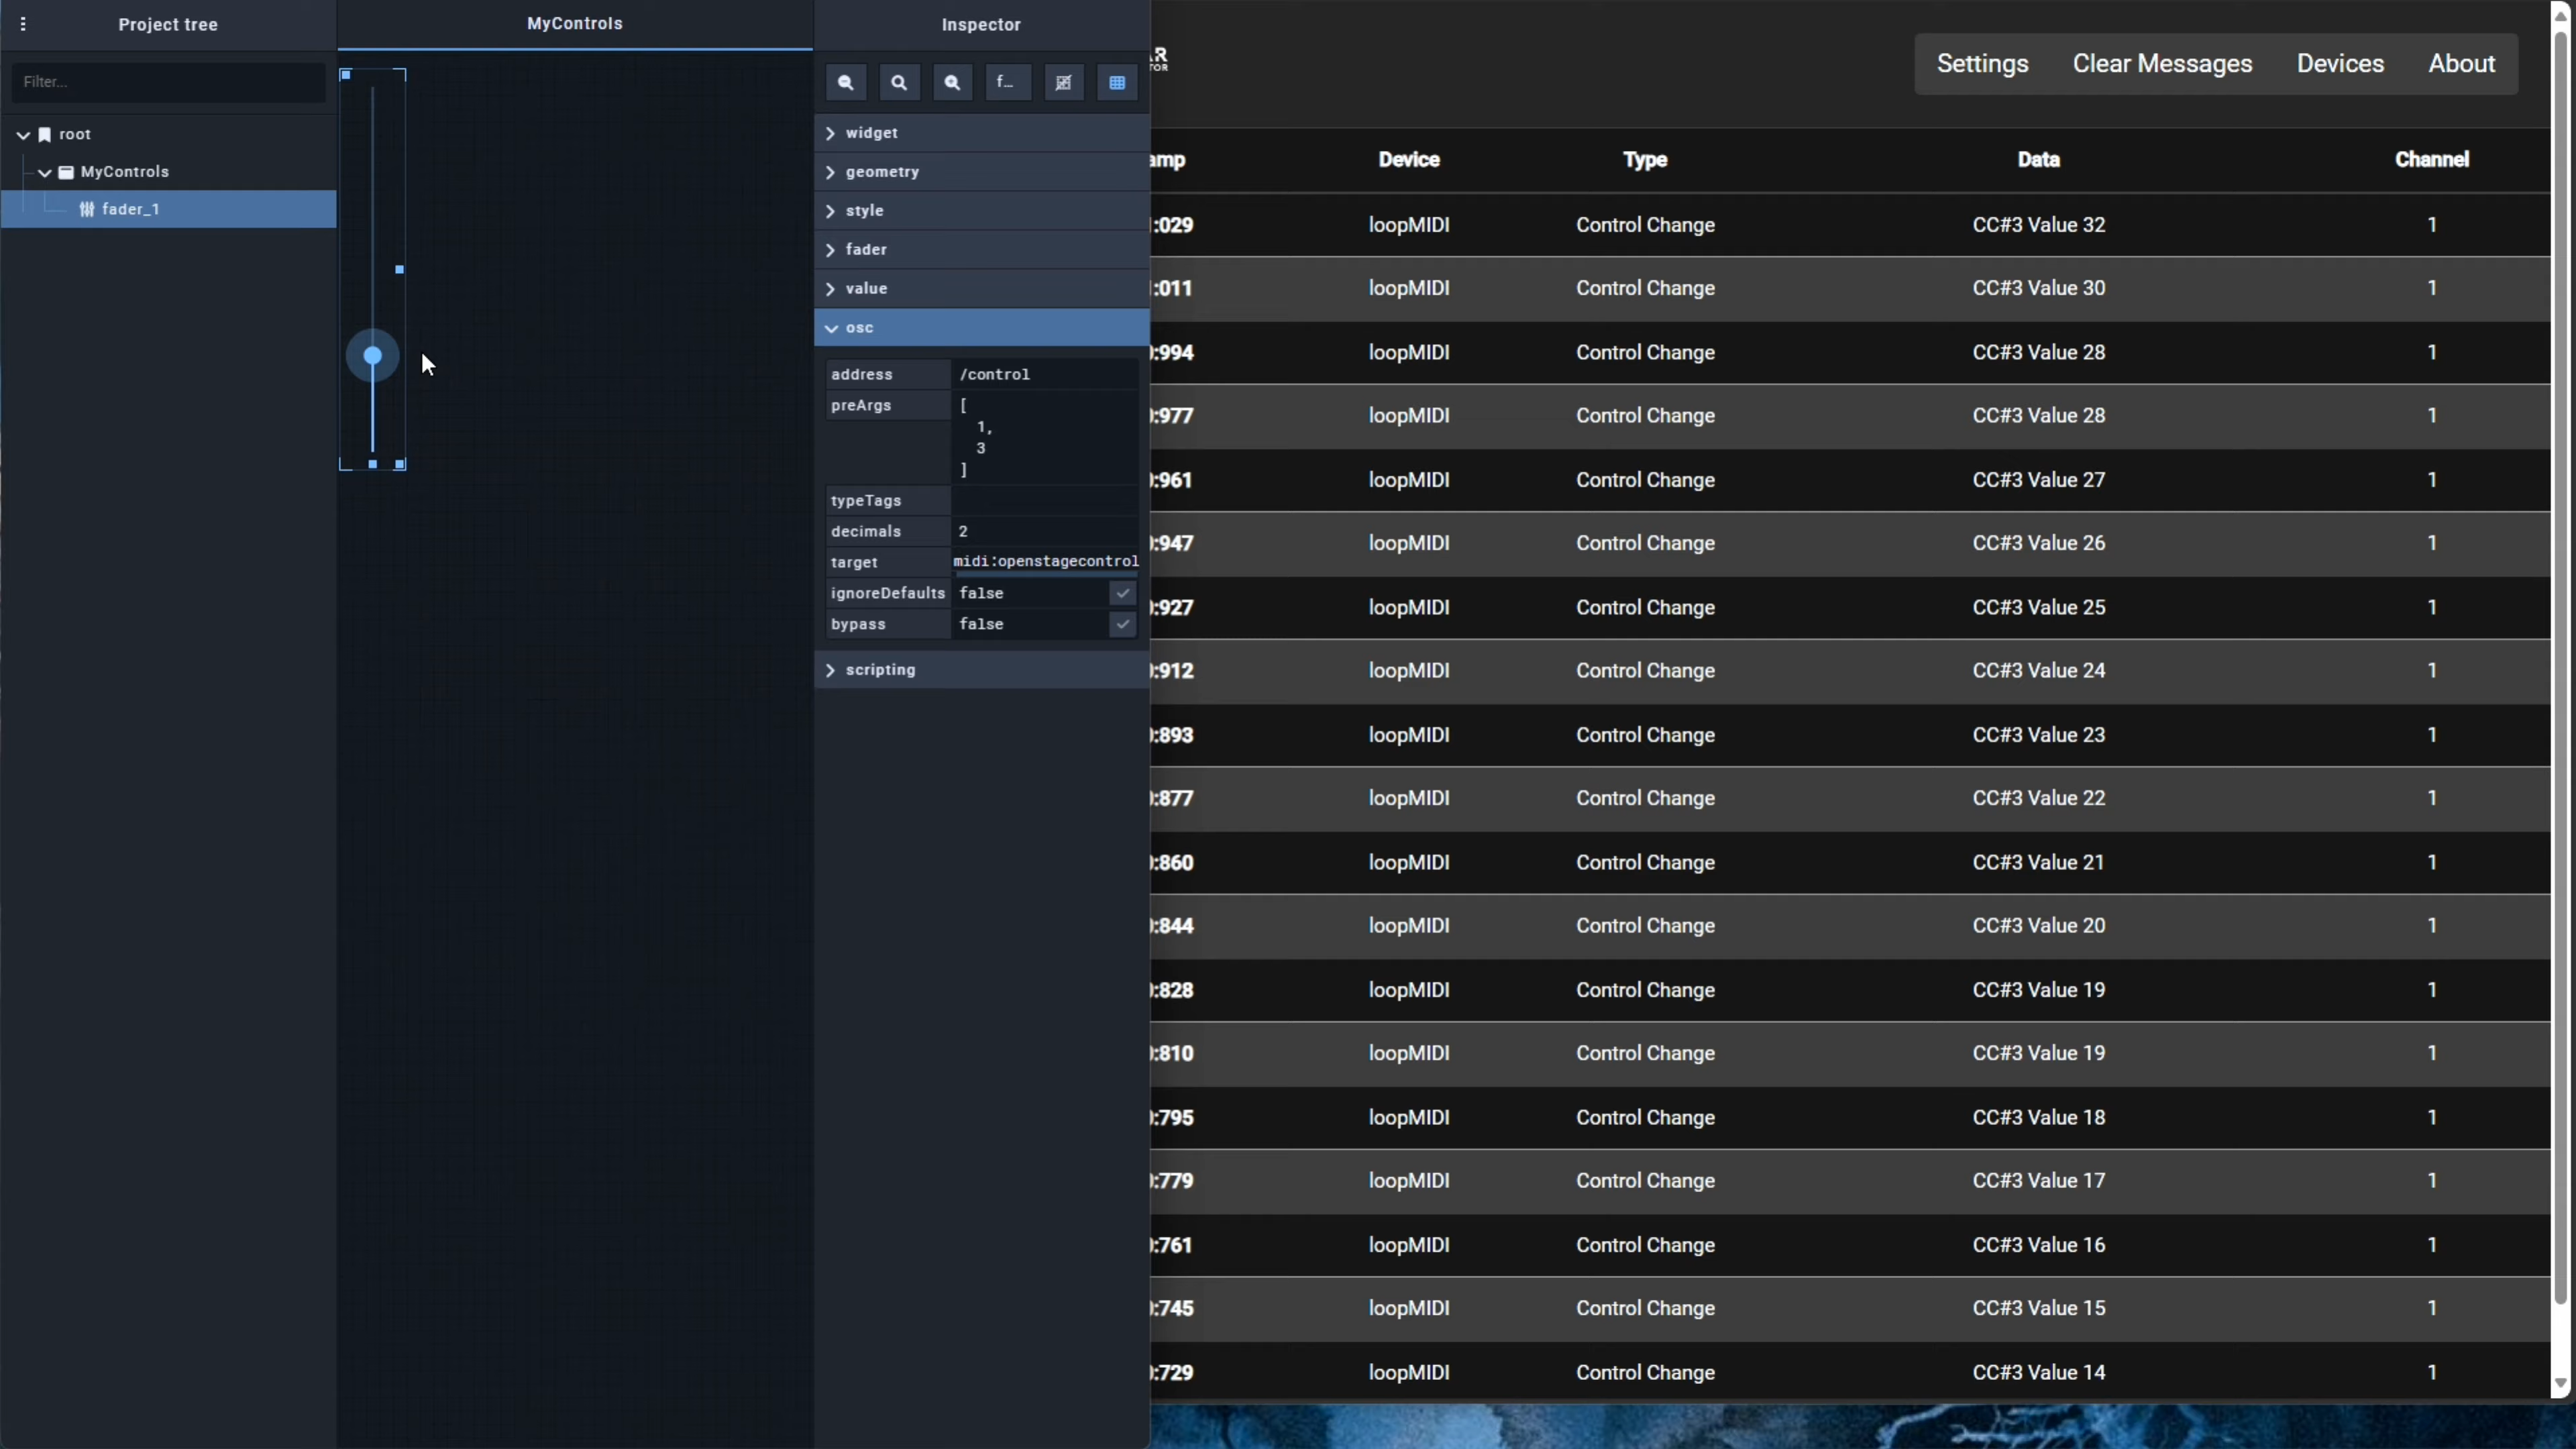 Project tree
Filter...
root
MyControls
fader_1
MyControls
Inspector
f...
widget
geometry
style
fader
value
osc
address /control
preArgs [
1,
3
]
typeTags
decimals 2
target midi:openstagecontrol
ignoreDefaults false
bypass false
scripting
Settings Clear Messages Devices About
amp Device Type Data Channel
:029 loopMIDI Control Change CC#3 Value 32 1
:011 loopMIDI Control Change CC#3 Value 30 1
:994 loopMIDI Control Change CC#3 Value 28 1
:977 loopMIDI Control Change CC#3 Value 28 1
:961 loopMIDI Control Change CC#3 Value 27 1
:947 loopMIDI Control Change CC#3 Value 26 1
:927 loopMIDI Control Change CC#3 Value 25 1
:912 loopMIDI Control Change CC#3 Value 24 1
:893 loopMIDI Control Change CC#3 Value 23 1
:877 loopMIDI Control Change CC#3 Value 22 1
:860 loopMIDI Control Change CC#3 Value 21 1
:844 loopMIDI Control Change CC#3 Value 20 1
:828 loopMIDI Control Change CC#3 Value 19 1
:810 loopMIDI Control Change CC#3 Value 19 1
:795 loopMIDI Control Change CC#3 Value 18 1
:779 loopMIDI Control Change CC#3 Value 17 1
:761 loopMIDI Control Change CC#3 Value 16 1
:745 loopMIDI Control Change CC#3 Value 15 1
:729 loopMIDI Control Change CC#3 Value 14 1